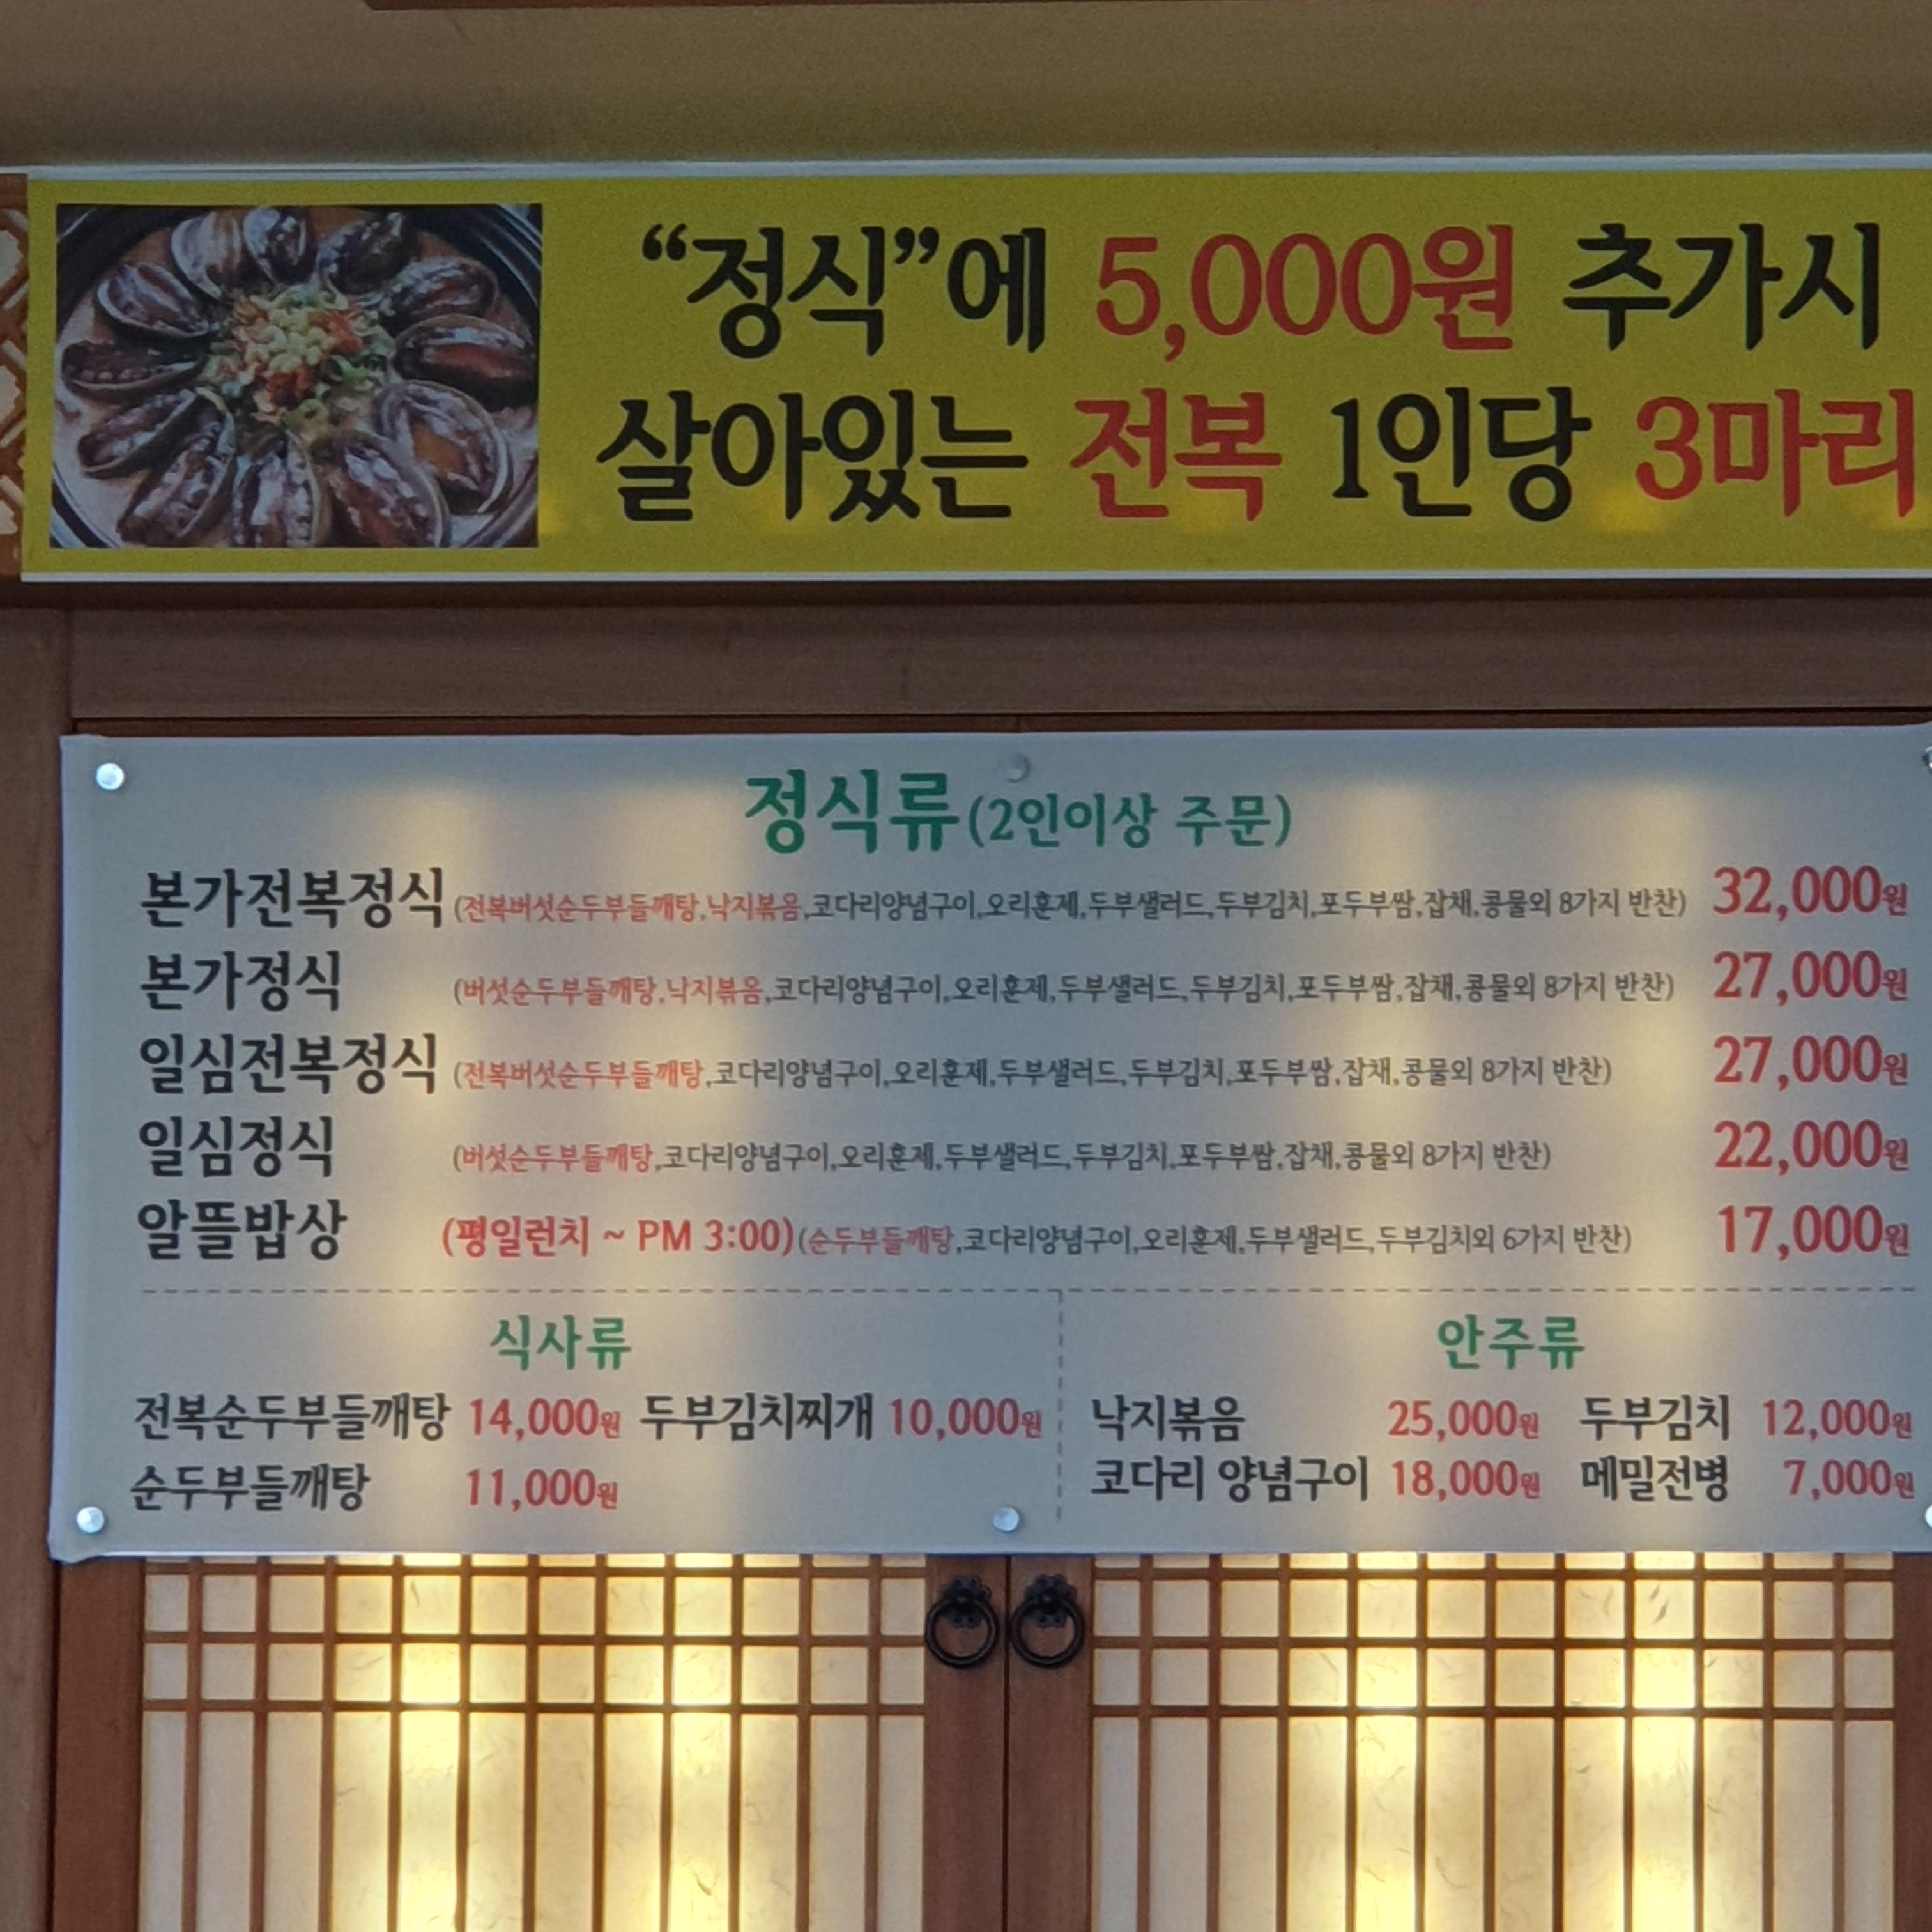 “정식”에 5,000원 추가시
살아있는 전복 1인당 3마리
정식류(2인이상 주문)
본가전복정식 (전복버섯순두부들깨탕,낙지볶음,코다리양념구이,오리훈제,두부샐러드,두부김치,포두부쌈,잡채,콩물외 8가지 반찬) 32,000원
본가정식 (버섯순두부들깨탕,낙지볶음,코다리양념구이,오리훈제,두부샐러드,두부김치,포두부쌈,잡채,콩물외 8가지 반찬) 27,000원
일심전복정식 (전복버섯순두부들깨탕,코다리양념구이,오리훈제,두부샐러드,두부김치,포두부쌈,잡채,콩물외 8가지 반찬) 27,000원
일심정식 (버섯순두부들깨탕,코다리양념구이,오리훈제,두부샐러드,두부김치,포두부쌈,잡채,콩물외 8가지 반찬) 22,000원
알뜰밥상 (평일런치 ~ PM 3:00)(순두부들깨탕,코다리양념구이,오리훈제,두부샐러드,두부김치외 6가지 반찬) 17,000원
식사류
전복순두부들깨탕 14,000원 두부김치찌개 10,000원
순두부들깨탕 11,000원
안주류
낙지볶음 25,000원 두부김치 12,000원
코다리 양념구이 18,000원 메밀전병 7,000원